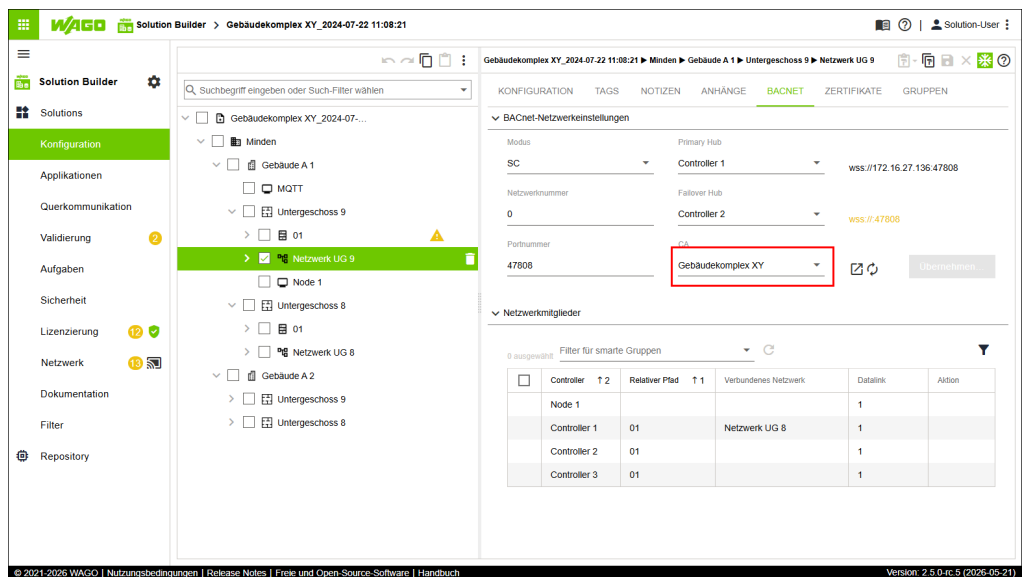 WAGO Solution Builder > Gebäudekomplex XY_2024-07-22 11:08:21
Solution-User
Solution Builder
Solutions
Konfiguration
Applikationen
Querkommunikation
Validierung 2
Aufgaben
Sicherheit
Lizenzierung 12
Netzwerk 13
Dokumentation
Filter
Repository
Suchbegriff eingeben oder Such-Filter wählen
Gebäudekomplex XY_2024-07-...
Minden
Gebäude A 1
MQTT
Untergeschoss 9
01
Netzwerk UG 9
Node 1
Untergeschoss 8
01
Netzwerk UG 8
Gebäude A 2
Untergeschoss 9
Untergeschoss 8
Gebäudekomplex XY_2024-07-22 11:08:21 ▶ Minden ▶ Gebäude A 1 ▶ Untergeschoss 9 ▶ Netzwerk UG 9
KONFIGURATION TAGS NOTIZEN ANHÄNGE BACNET ZERTIFIKATE GRUPPEN
BACnet-Netzwerkeinstellungen
Modus Primary Hub
SC Controller 1 wss://172.16.27.136:47808
Netzwerknummer Failover Hub
0 Controller 2 wss://:47808
Portnummer CA
47808 Gebäudekomplex XY Übernehmen...
Netzwerkmitglieder
0 ausgewählt Filter für smarte Gruppen
Controller ↑ 2 Relativer Pfad ↑ 1 Verbundenes Netzwerk Datalink Aktion
Node 1 1
Controller 1 01 Netzwerk UG 8 1
Controller 2 01 1
Controller 3 01 1
© 2021-2026 WAGO | Nutzungsbedingungen | Release Notes | Freie und Open-Source-Software | Handbuch
Version: 2.5.0-rc.5 (2026-05-21)